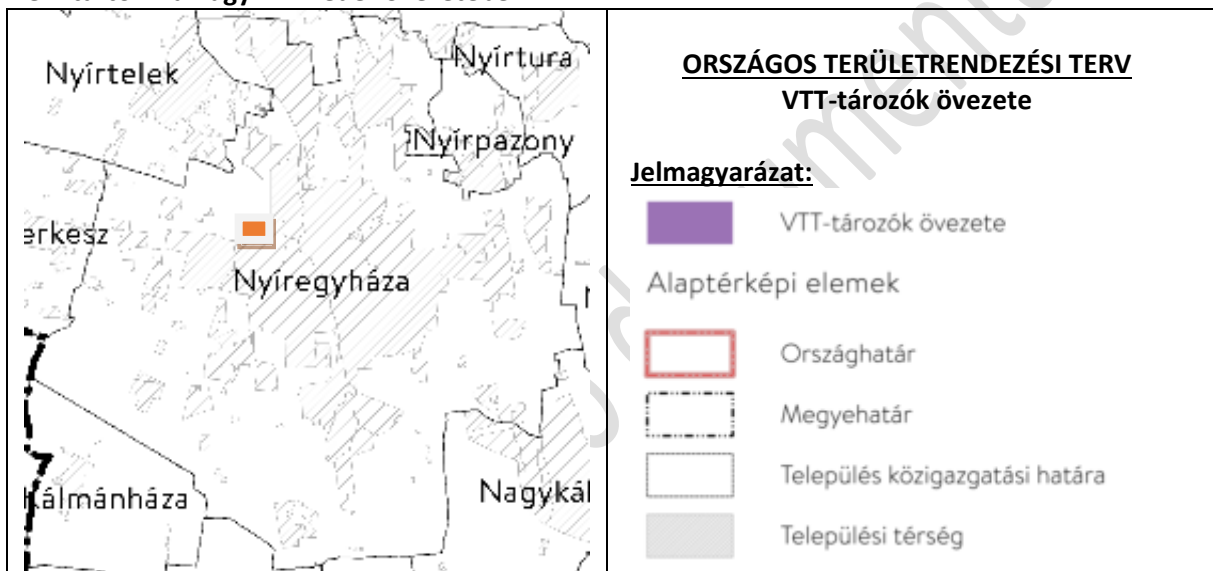 Nyírtelek
Nyírtura
Nyírpazony
erkesz
Nyíregyháza
Kálmánháza
Nagykál
ORSZÁGOS TERÜLETRENDEZÉSI TERV
VTT-tározók övezete
Jelmagyarázat:
VTT-tározók övezete
Alaptérképi elemek
Országhatár
Megyehatár
Település közigazgatási határa
Települési térség